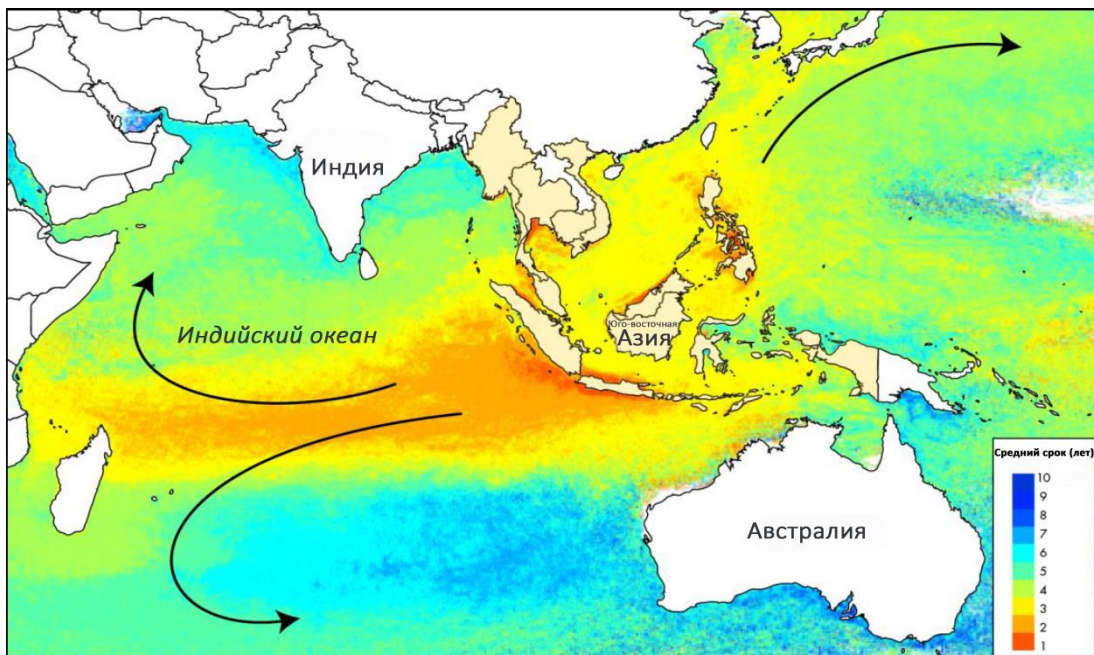 Индия
Индийский океан
Юго-восточная
Азия
Австралия
Средний срок (лет)
10
9
8
7
6
5
4
3
2
1